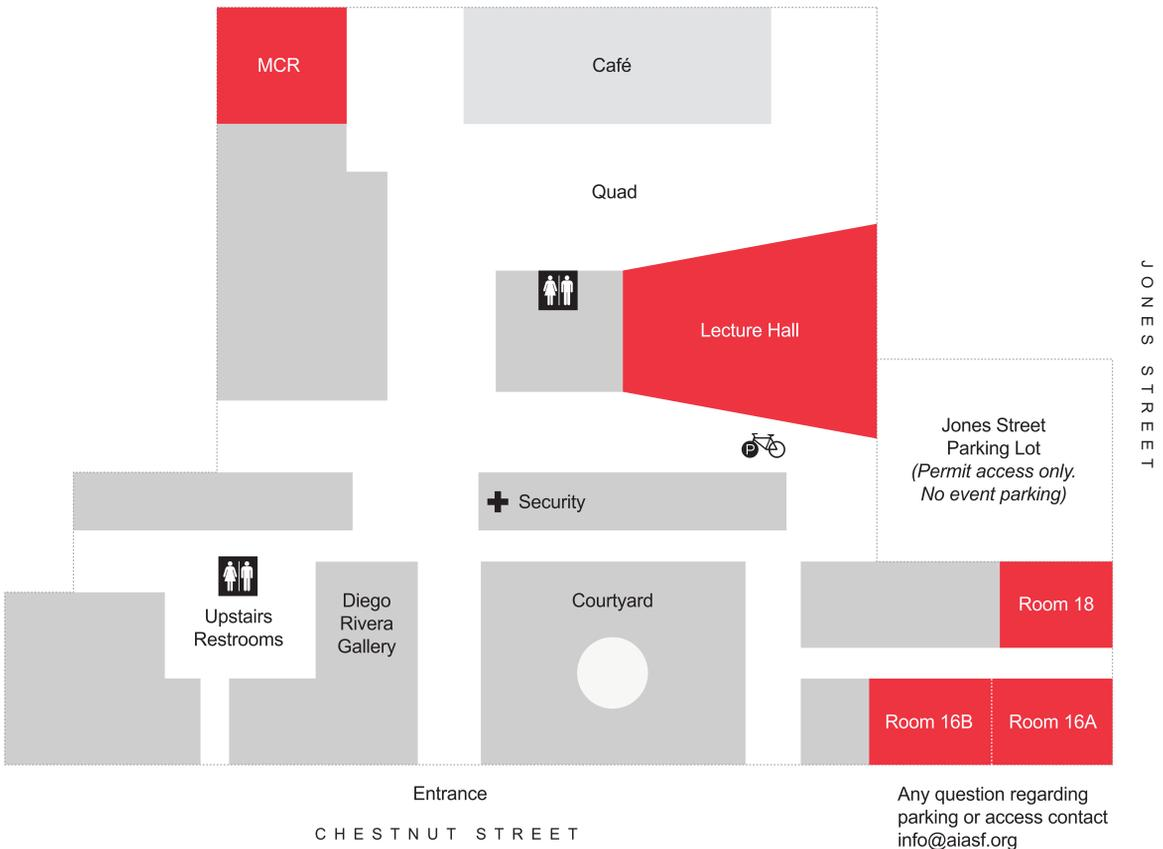 MCR
Café
Quad
Lecture Hall
JONES STREET
Jones Street
Parking Lot
(Permit access only.
No event parking)
P
Security
Upstairs
Restrooms
Diego
Rivera
Gallery
Courtyard
Room 18
Room 16B
Room 16A
Entrance
CHESTNUT STREET
Any question regarding
parking or access contact
info@aiasf.org